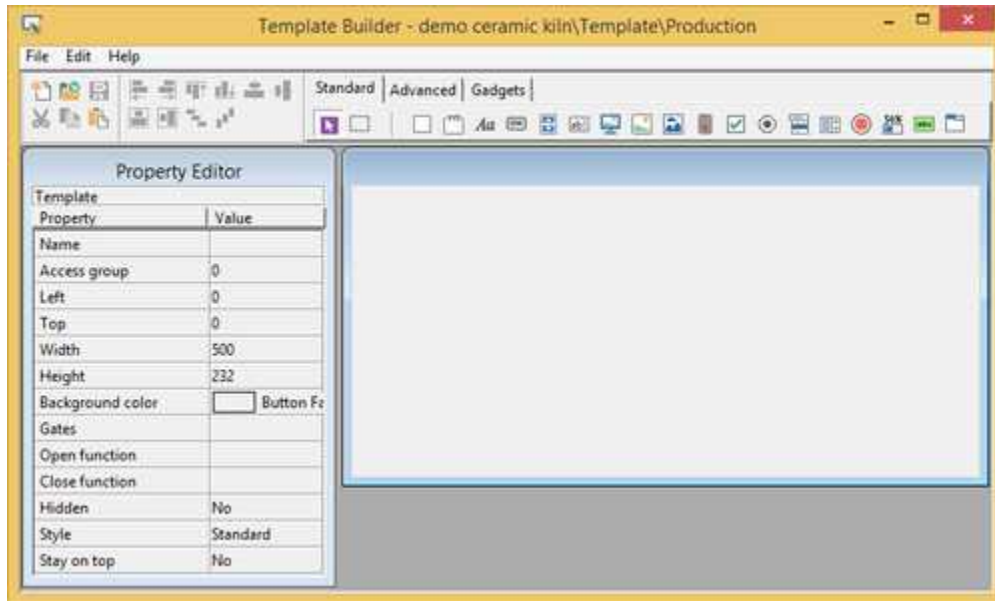 Template Builder - demo ceramic kiln\Template\Production
File Edit Help
Standard Advanced Gadgets
Aa
Property Editor
Template
Property Value
Name
Access group 0
Left 0
Top 0
Width 500
Height 232
Background color Button Fa
Gates
Open function
Close function
Hidden No
Style Standard
Stay on top No